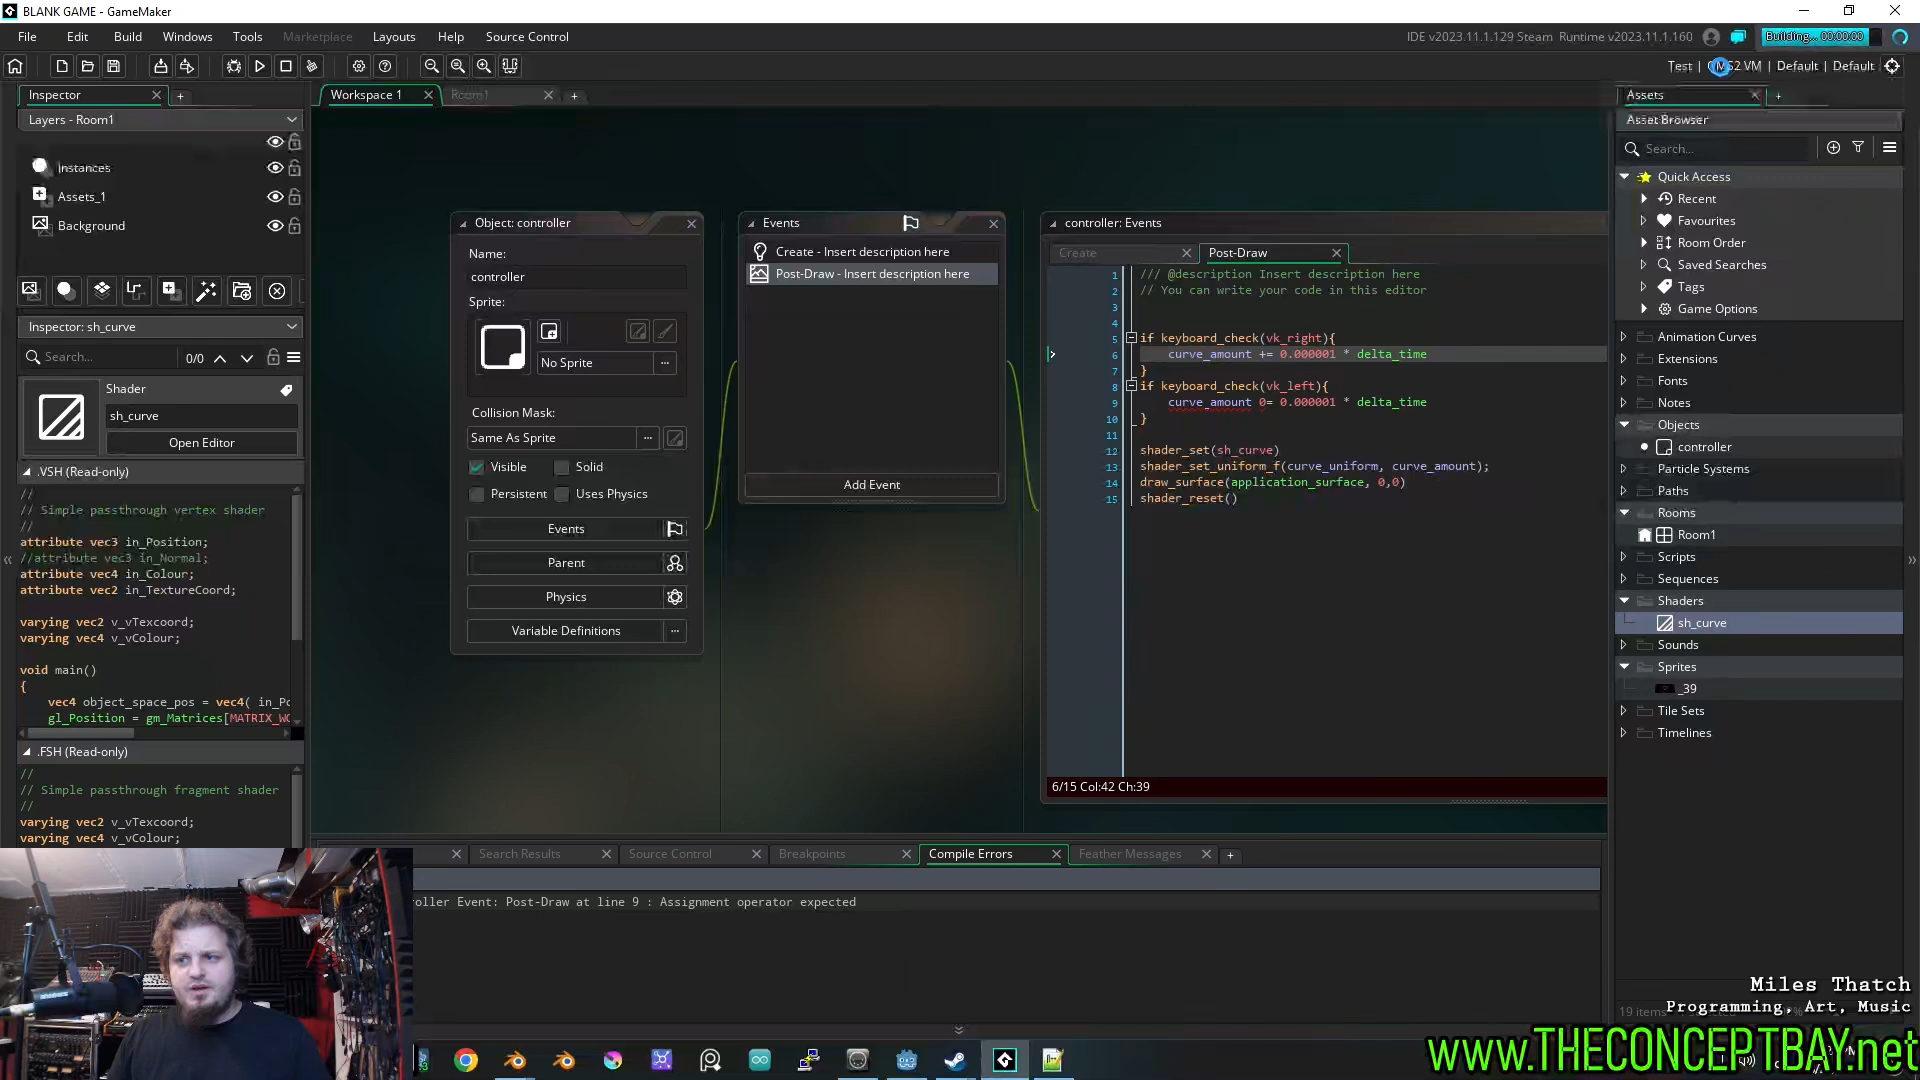 BLANK GAME - GameMaker
File Edit Build Windows Tools Marketplace Layouts Help Source Control
IDE v2023.11.1.129 Steam Runtime v2023.11.1.160
Building... 00:00:00
Test | S2 VM | Default | Default
Inspector
Workspace 1
Room1
Assets
Layers - Room1
Asset Browser
Instances
Assets_1
Background
Inspector: sh_curve
Search... 0/0
Shader
sh_curve
Open Editor
.VSH (Read-only)
//
// Simple passthrough vertex shader
//
attribute vec3 in_Position;
//attribute vec3 in_Normal;
attribute vec4 in_Colour;
attribute vec2 in_TextureCoord;
varying vec2 v_vTexcoord;
varying vec4 v_vColour;
void main()
{
vec4 object_space_pos = vec4( in_Po
gl_Position = gm_Matrices[MATRIX_WO
.FSH (Read-only)
//
// Simple passthrough fragment shader
//
varying vec2 v_vTexcoord;
varying vec4 v_vColour;
Object: controller
Name:
controller
Sprite:
No Sprite
Collision Mask:
Same As Sprite
Visible Solid
Persistent Uses Physics
Events
Parent
Physics
Variable Definitions
Events
Create - Insert description here
Post-Draw - Insert description here
Add Event
controller: Events
Create Post-Draw
1 /// @description Insert description here
2 // You can write your code in this editor
3
4
5 if keyboard_check(vk_right){
6 curve_amount += 0.000001 * delta_time
7 }
8 if keyboard_check(vk_left){
9 curve_amount 0= 0.000001 * delta_time
10 }
11
12 shader_set(sh_curve)
13 shader_set_uniform_f(curve_uniform, curve_amount);
14 draw_surface(application_surface, 0,0)
15 shader_reset()
6/15 Col:42 Ch:39
Search Results
Source Control
Breakpoints
Compile Errors
Feather Messages
oller Event: Post-Draw at line 9 : Assignment operator expected
Search...
Quick Access
Recent
Favourites
Room Order
Saved Searches
Tags
Game Options
Animation Curves
Extensions
Fonts
Notes
Objects
controller
Particle Systems
Paths
Rooms
Room1
Scripts
Sequences
Shaders
sh_curve
Sounds
Sprites
_39
Tile Sets
Timelines
Miles Thatch
Programming, Art, Music
19 items
www.THECONCEPTBAY.net